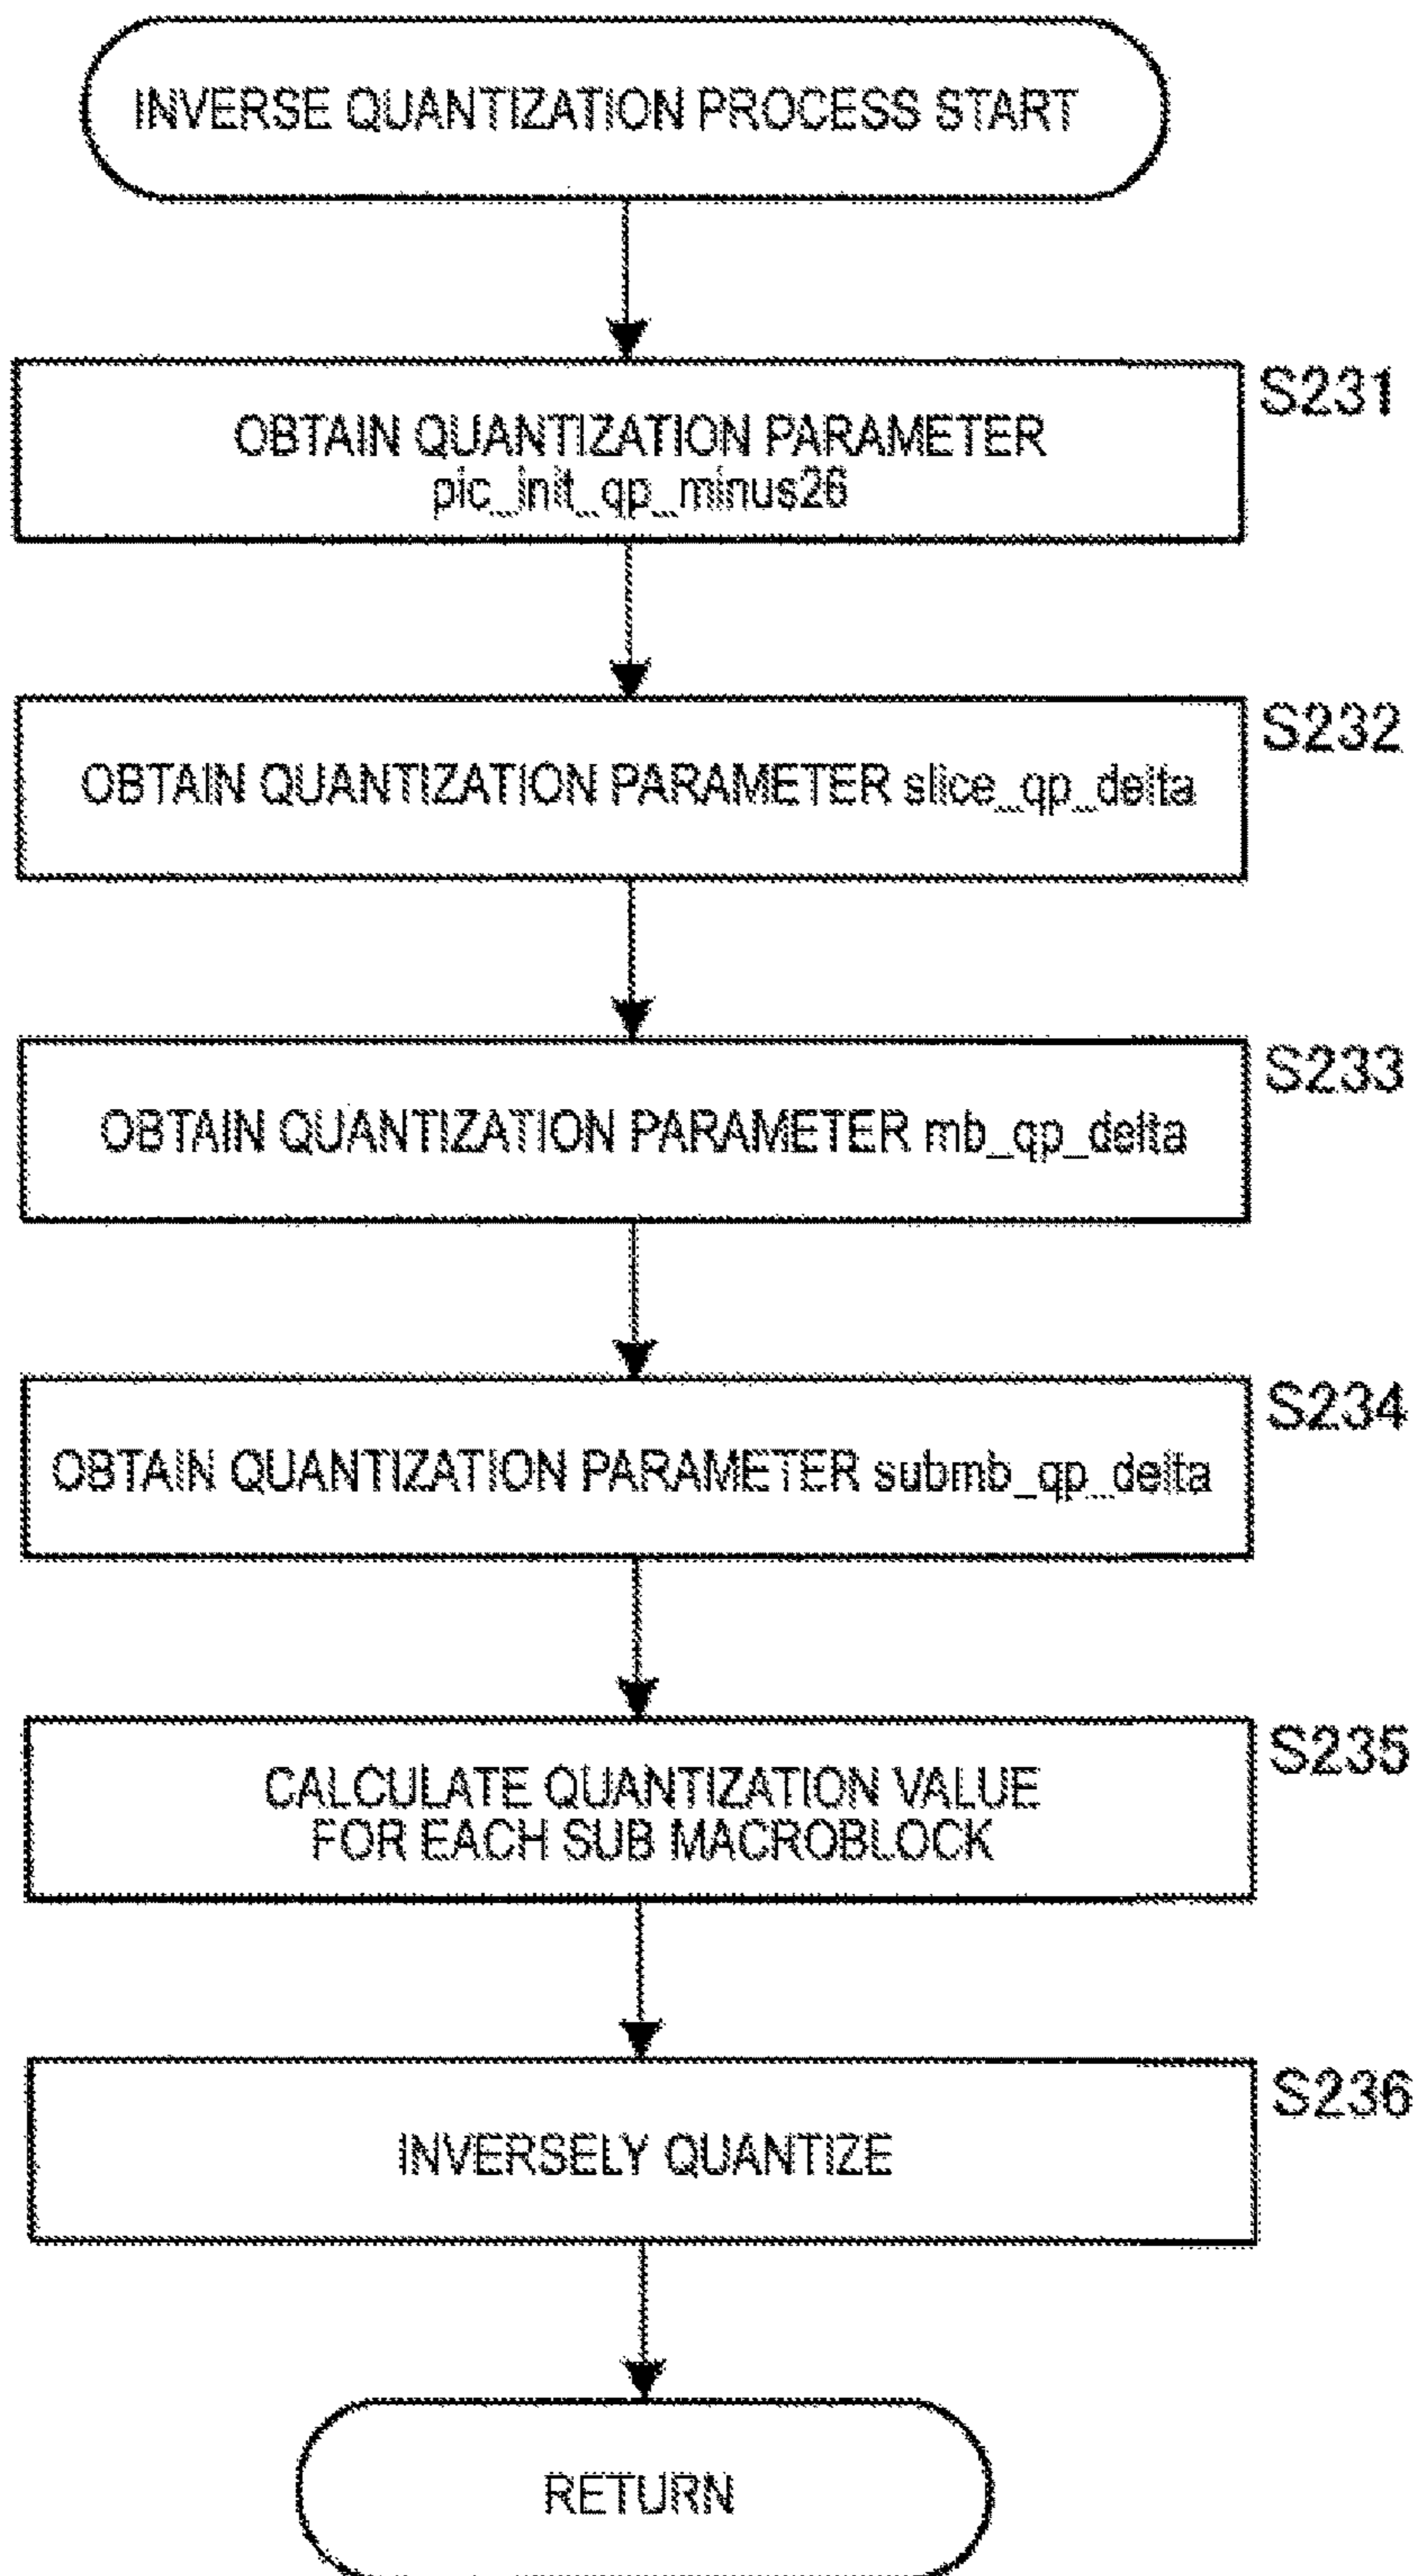 INVERSE QUANTIZATION PROCESS START
S231
OBTAIN QUANTIZATION PARAMETER
pic_init_qp_minus26
S232
OBTAIN QUANTIZATION PARAMETER slice_qp_delta
S233
OBTAIN QUANTIZATION PARAMETER mb_qp_delta
S234
OBTAIN QUANTIZATION PARAMETER submb_qp_delta
S235
CALCULATE QUANTIZATION VALUE
FOR EACH SUB MACROBLOCK
S236
INVERSELY QUANTIZE
RETURN